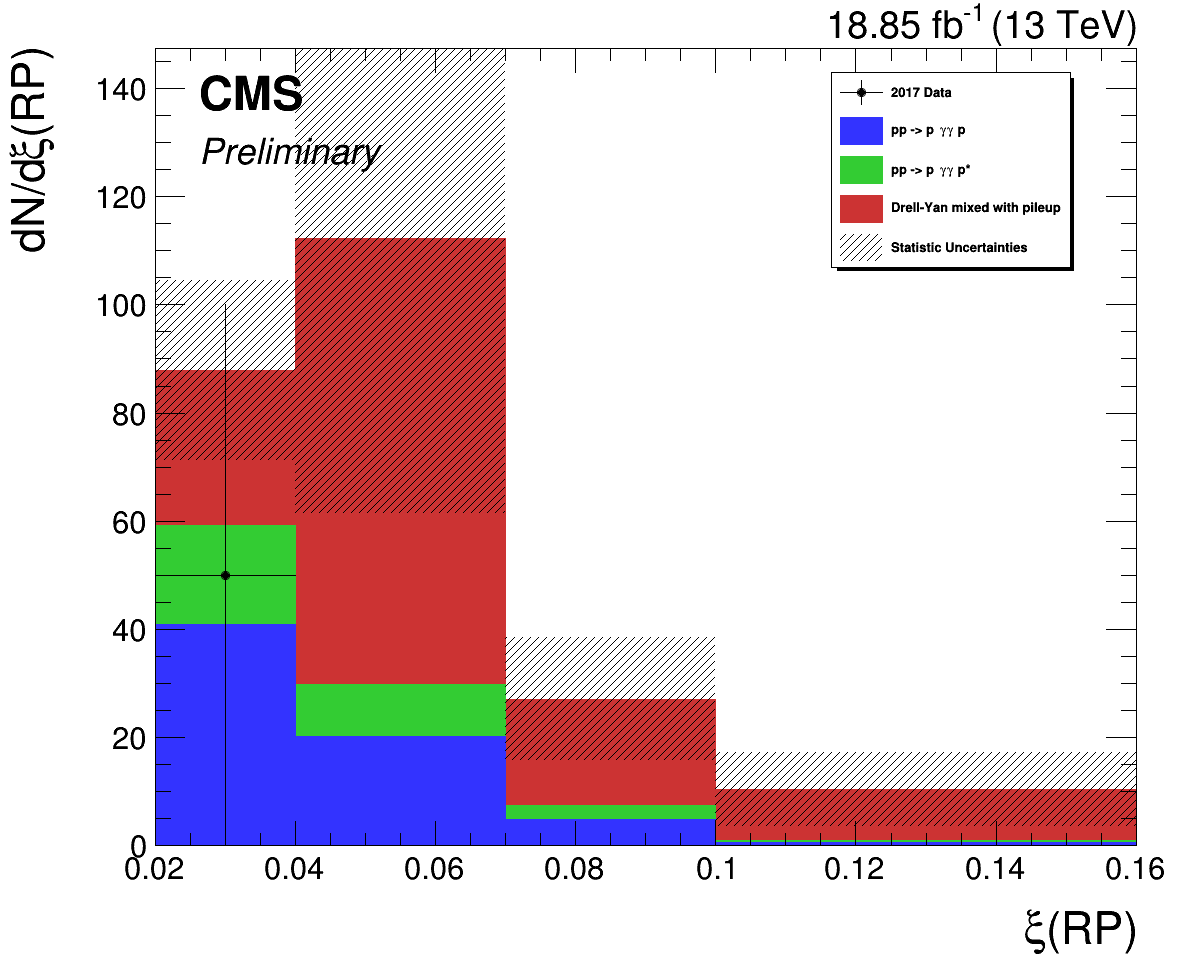 18.85 fb⁻¹ (13 TeV)
dN/dξ(RP)
CMS
Preliminary
2017 Data
pp -> p γγ p
pp -> p γγ p*
Drell-Yan mixed with pileup
Statistic Uncertainties
140
120
100
80
60
40
20
0
0.02 0.04 0.06 0.08 0.1 0.12 0.14 0.16
ξ(RP)